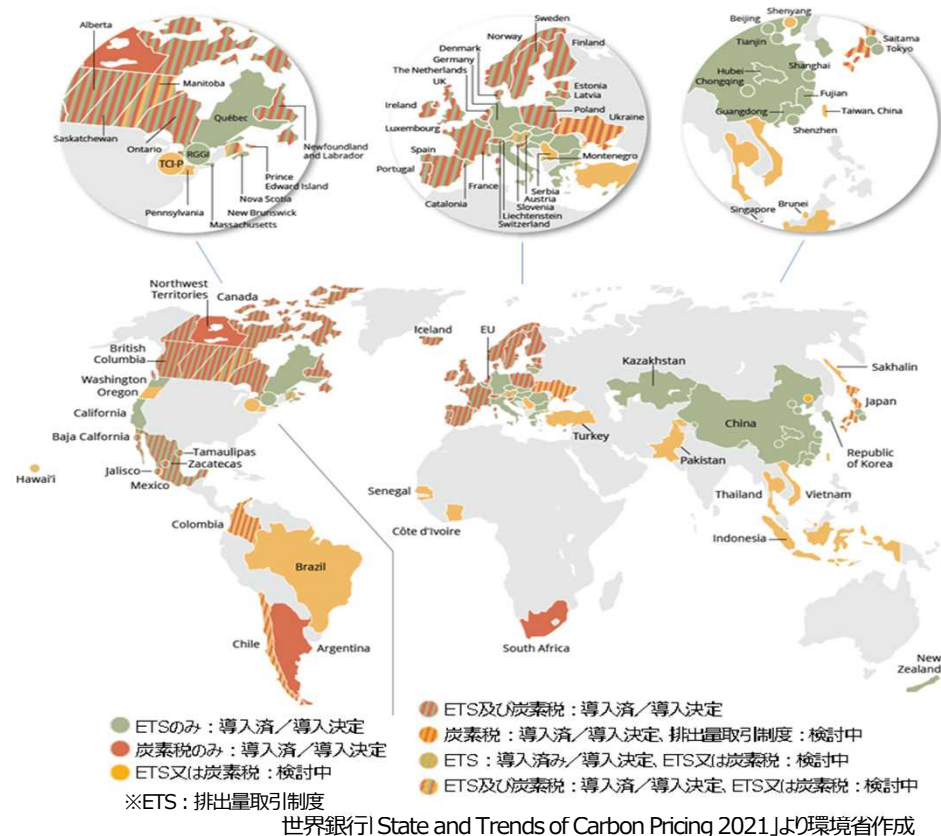 Alberta
Manitoba
Québec
Saskatchewan
Ontario
TCI-P
RGGI
Newfoundland
and Labrador
Prince
Edward Island
Nova Scotia
New Brunswick
Pennsylvania
Massachusetts
Sweden
Norway
Denmark
Germany
The Netherlands
UK
Finland
Estonia
Latvia
Poland
Ukraine
Ireland
Luxembourg
Spain
Portugal
Montenegro
France
Serbia
Austria
Slovenia
Catalonia
Liechtenstein
Switzerland
Shenyang
Beijing
Tianjin
Saitama
Tokyo
Shanghai
Hubei
Chongqing
Fujian
Guangdong
Taiwan, China
Shenzhen
Singapore
Brunei
Northwest
Territories
Canada
British
Columbia
Washington
Oregon
California
Baja Calfornia
Hawai'i
Tamaulipas
Zacatecas
Jalisco
Mexico
Colombia
Brazil
Chile
Argentina
Iceland
EU
Kazakhstan
Sakhalin
Japan
China
Turkey
Pakistan
Republic
of Korea
Senegal
Côte d'Ivoire
Thailand
Vietnam
Indonesia
South Africa
New
Zealand
ETSのみ：導入済／導入決定
炭素税のみ：導入済／導入決定
ETS又は炭素税：検討中
※ETS：排出量取引制度
ETS及び炭素税：導入済／導入決定
炭素税：導入済／導入決定、排出量取引制度：検討中
ETS：導入済み／導入決定、ETS又は炭素税：検討中
ETS及び炭素税：導入済／導入決定、ETS又は炭素税：検討中
世界銀行「State and Trends of Carbon Pricing 2021」より環境省作成